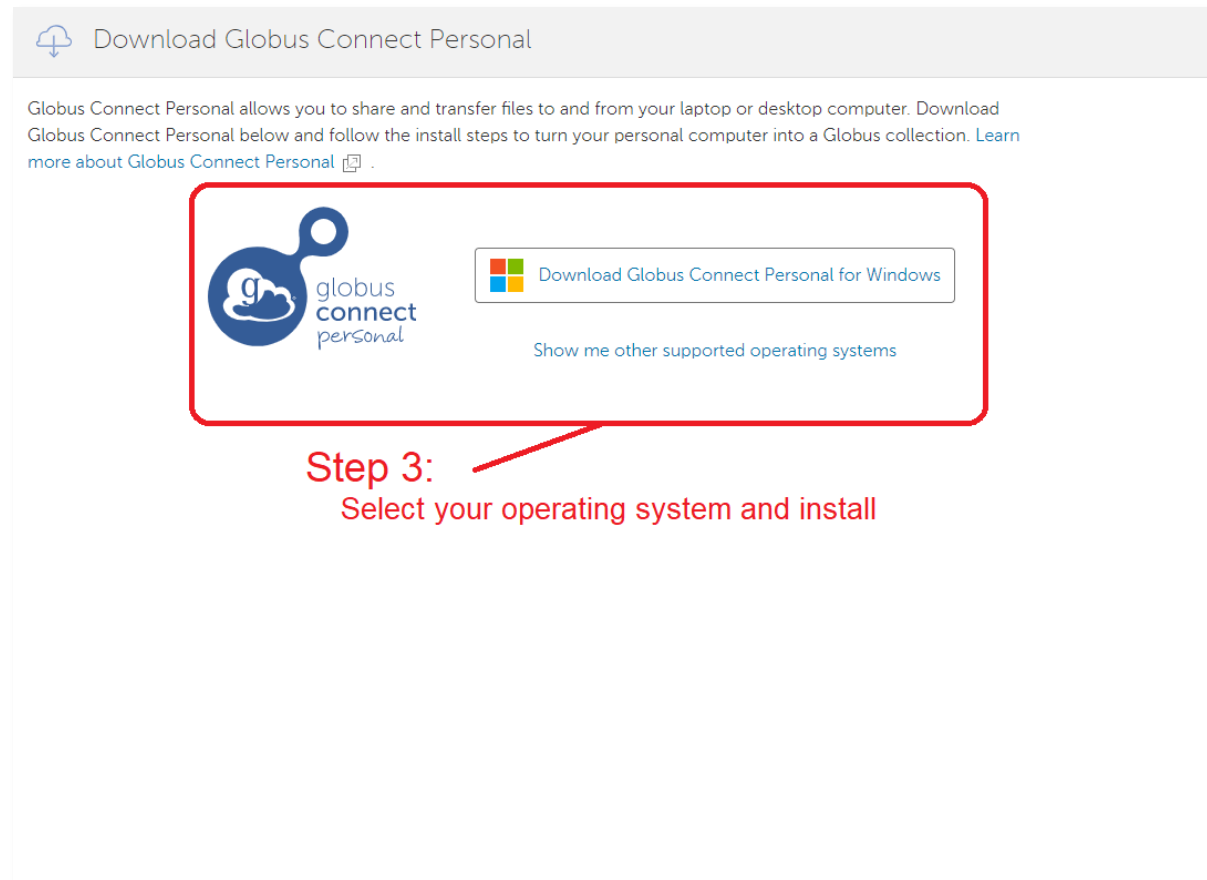 Download Globus Connect Personal
Globus Connect Personal allows you to share and transfer files to and from your laptop or desktop computer. Download
Globus Connect Personal below and follow the install steps to turn your personal computer into a Globus collection. Learn
more about Globus Connect Personal .
g
globus
connect
personal
Download Globus Connect Personal for Windows
Show me other supported operating systems
Step 3:
Select your operating system and install